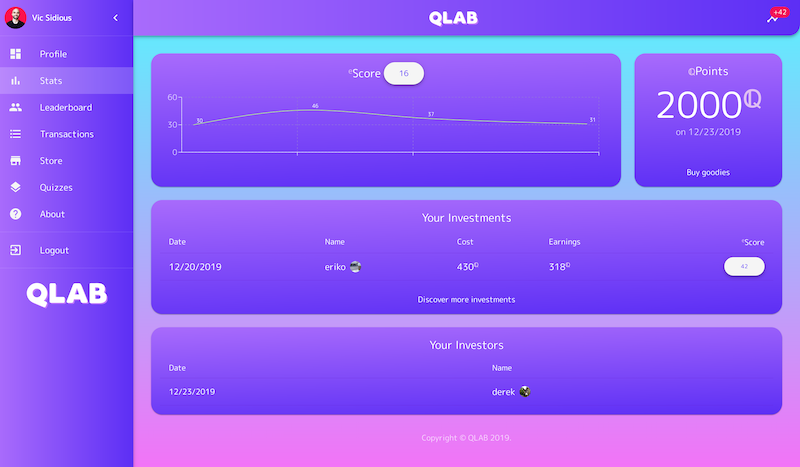 Vic Sidious
QLAB
+42
Profile
Stats
Leaderboard
Transactions
Store
Quizzes
About
Logout
QLAB
Score 16
60
30
0
30
46
37
31
Points
2000
on 12/23/2019
Buy goodies
Your Investments
Date Name Cost Earnings Score
12/20/2019 eriko 430 318 42
Discover more investments
Your Investors
Date Name
12/23/2019 derek
Copyright © QLAB 2019.